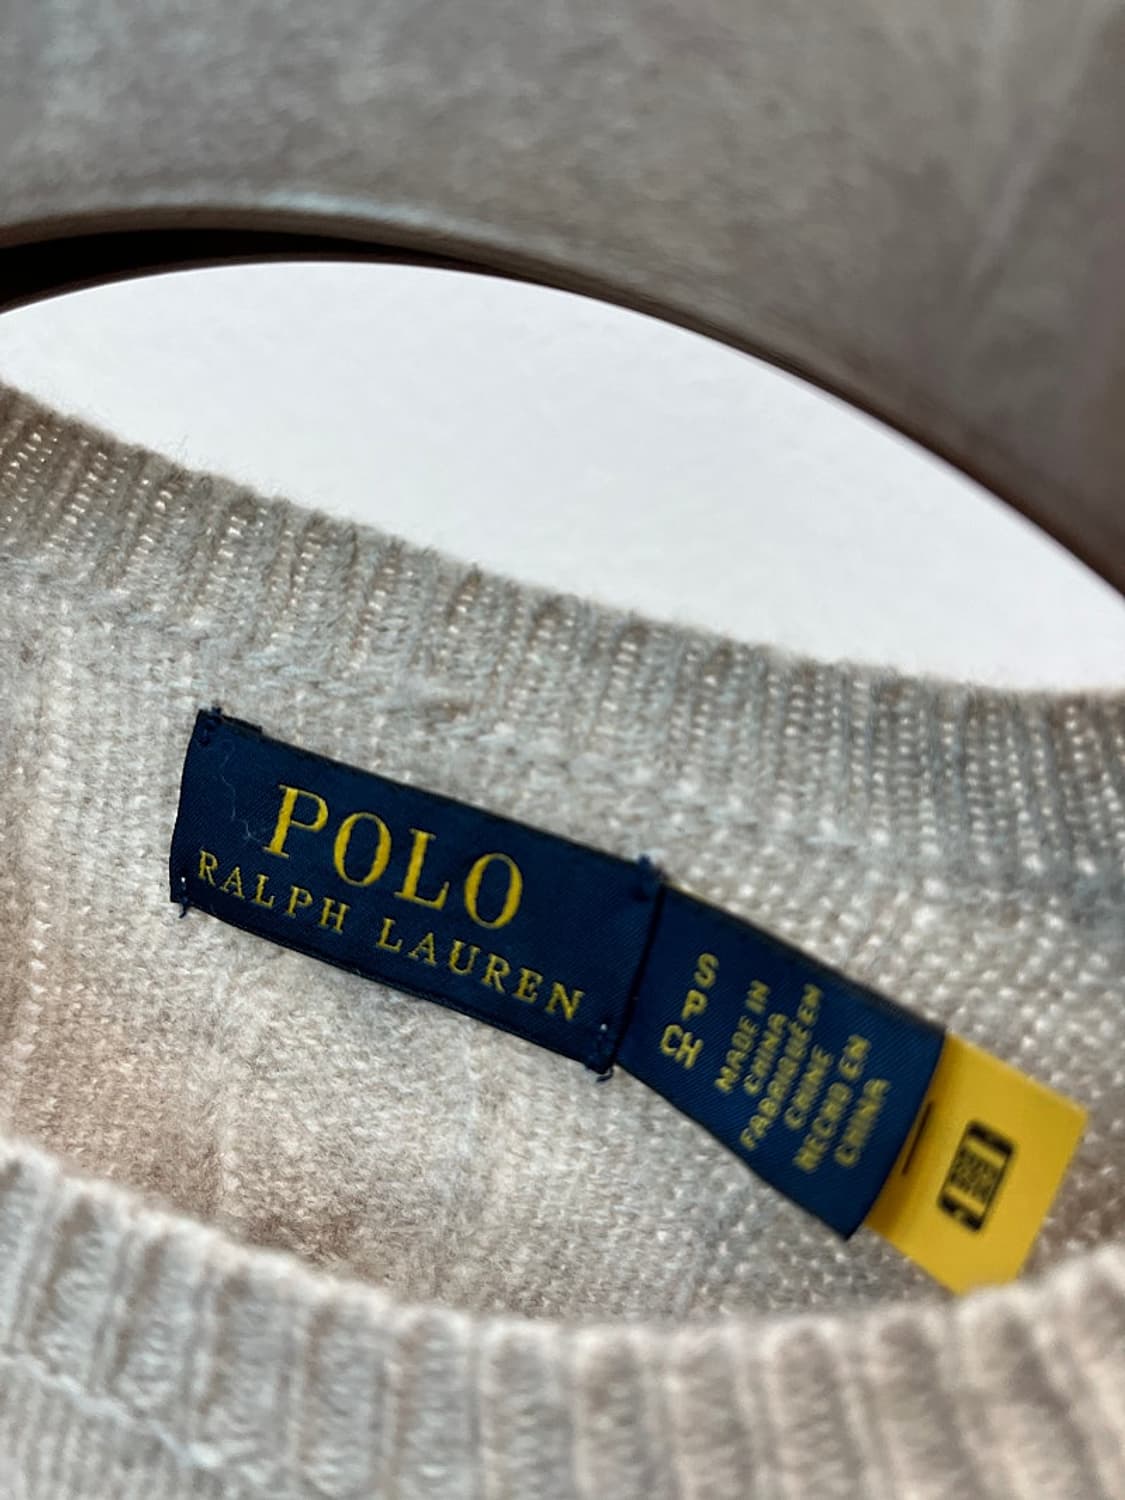 POLO
RALPH LAUREN
S
P
CH
MADE IN
CHINA
FABRIQUÉ EN
CHINE
HECHO EN
CHINA